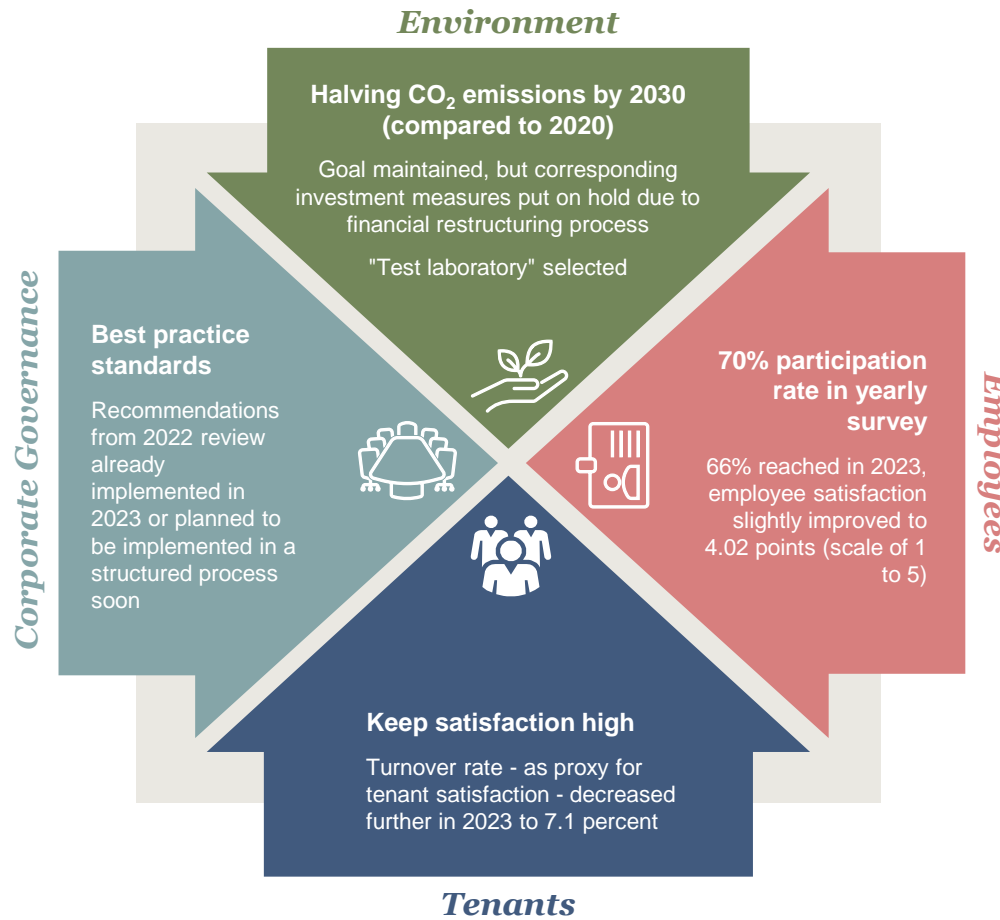 Environment
Halving CO₂ emissions by 2030
(compared to 2020)
Goal maintained, but corresponding
investment measures put on hold due to
financial restructuring process
"Test laboratory" selected
Corporate Governance
Best practice
standards
Recommendations
from 2022 review
already
implemented in
2023 or planned to
be implemented in a
structured process
soon
Employees
70% participation
rate in yearly
survey
66% reached in 2023,
employee satisfaction
slightly improved to
4.02 points (scale of 1
to 5)
Keep satisfaction high
Turnover rate - as proxy for
tenant satisfaction - decreased
further in 2023 to 7.1 percent
Tenants